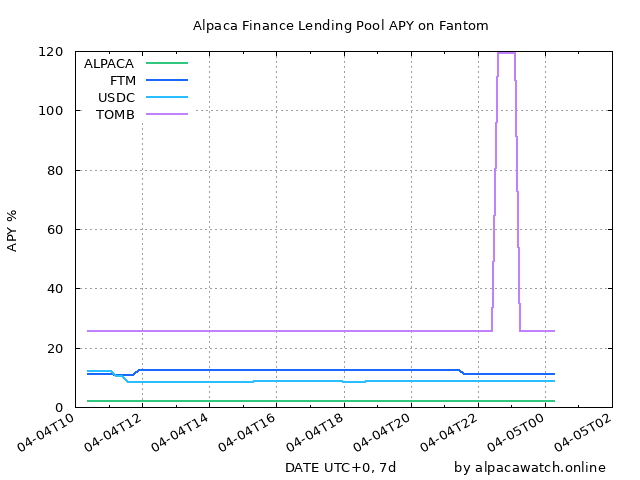 Alpaca Finance Lending Pool APY on Fantom
120
100
80
60
40
20
0
APY %
ALPACA
FTM
USDC
TOMB
04-04T10
04-04T12
04-04T14
04-04T16
04-04T18
04-04T20
04-04T22
04-05T00
04-05T02
DATE UTC+0, 7d
by alpacawatch.online